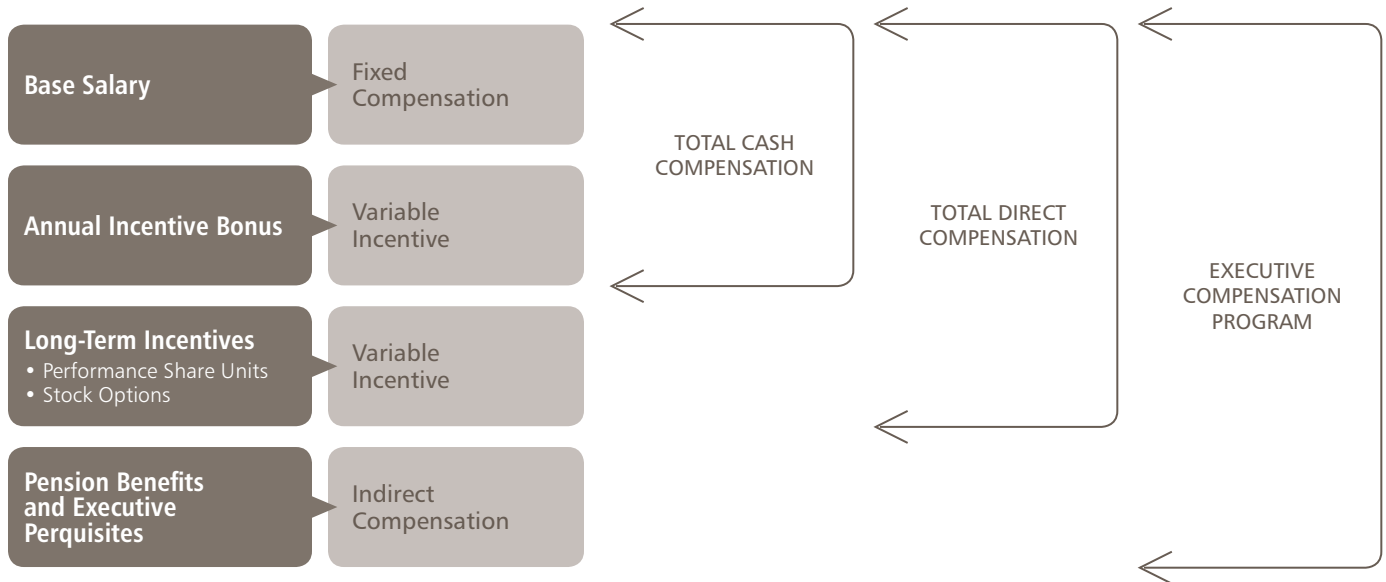 Base Salary
Fixed
Compensation
Annual Incentive Bonus
Variable
Incentive
Long-Term Incentives
• Performance Share Units
• Stock Options
Variable
Incentive
Pension Benefits
and Executive
Perquisites
Indirect
Compensation
TOTAL CASH
COMPENSATION
TOTAL DIRECT
COMPENSATION
EXECUTIVE
COMPENSATION
PROGRAM